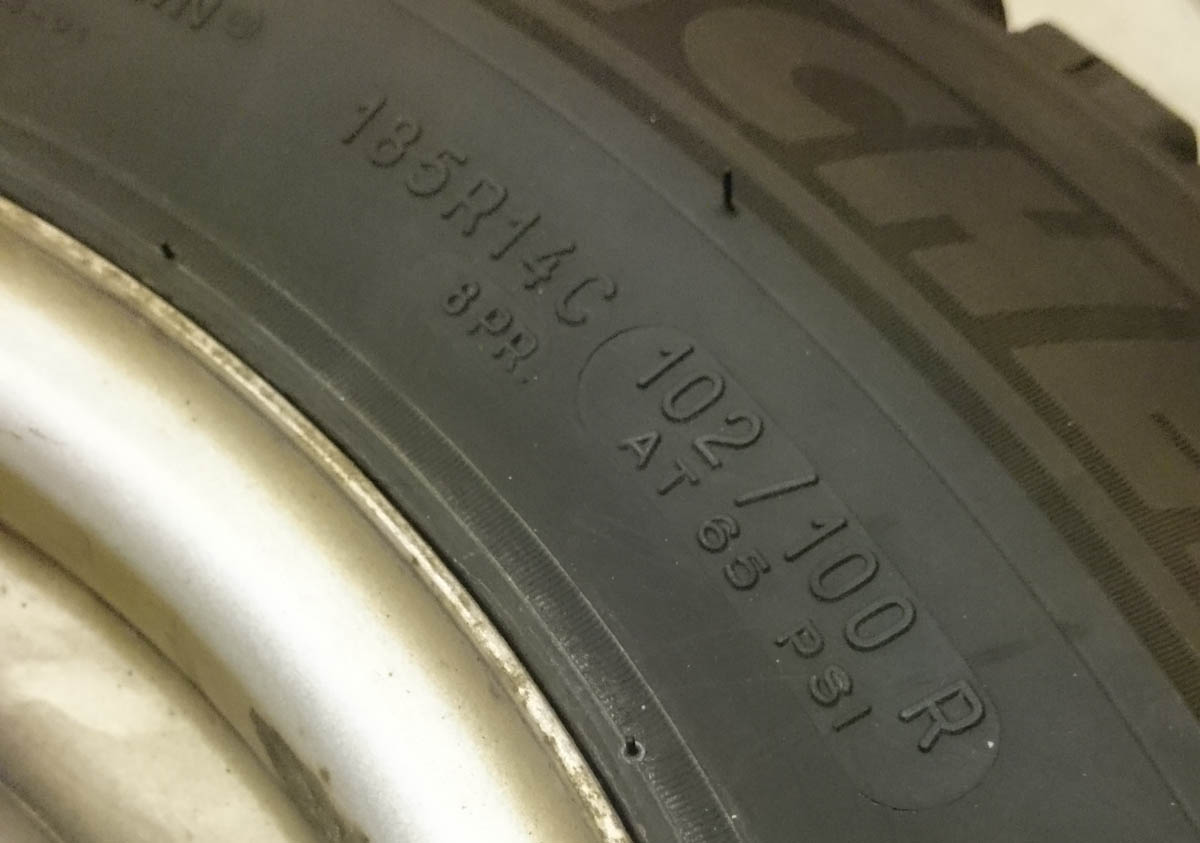 185R14C
8PR.
102/100 R
AT 65 PSI